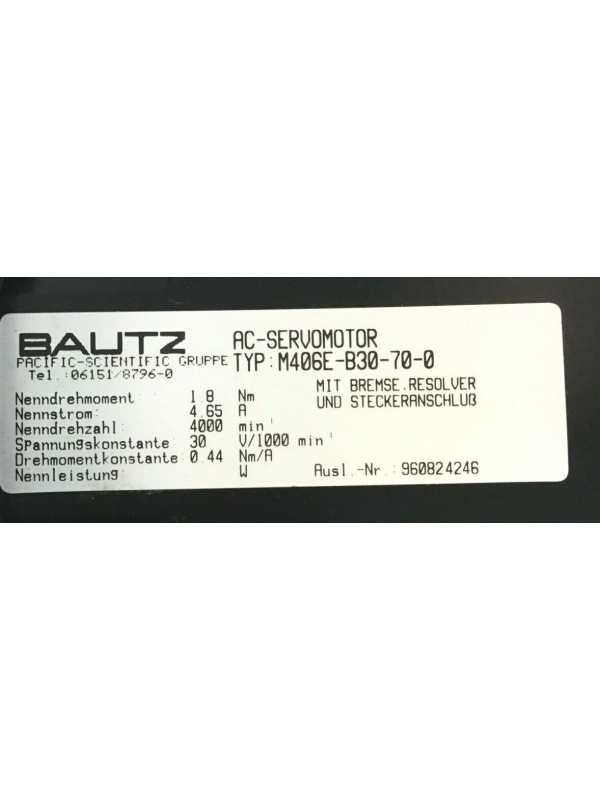 BAUTZ
PACIFIC-SCIENTIFIC GRUPPE
Tel.:06151/8796-0
AC-SERVOMOTOR
TYP:M406E-B30-70-0
MIT BREMSE.RESOLVER
UND STECKERANSCHLUß
Nenndrehmoment 1.8 Nm
Nennstrom: 4.65 A
Nenndrehzahl: 4000 min'
Spannungskonstante: 30 V/1000 min'
Drehmomentkonstante: 0.44 Nm/A
Nennleistung: W
Ausl.-Nr.:960824246